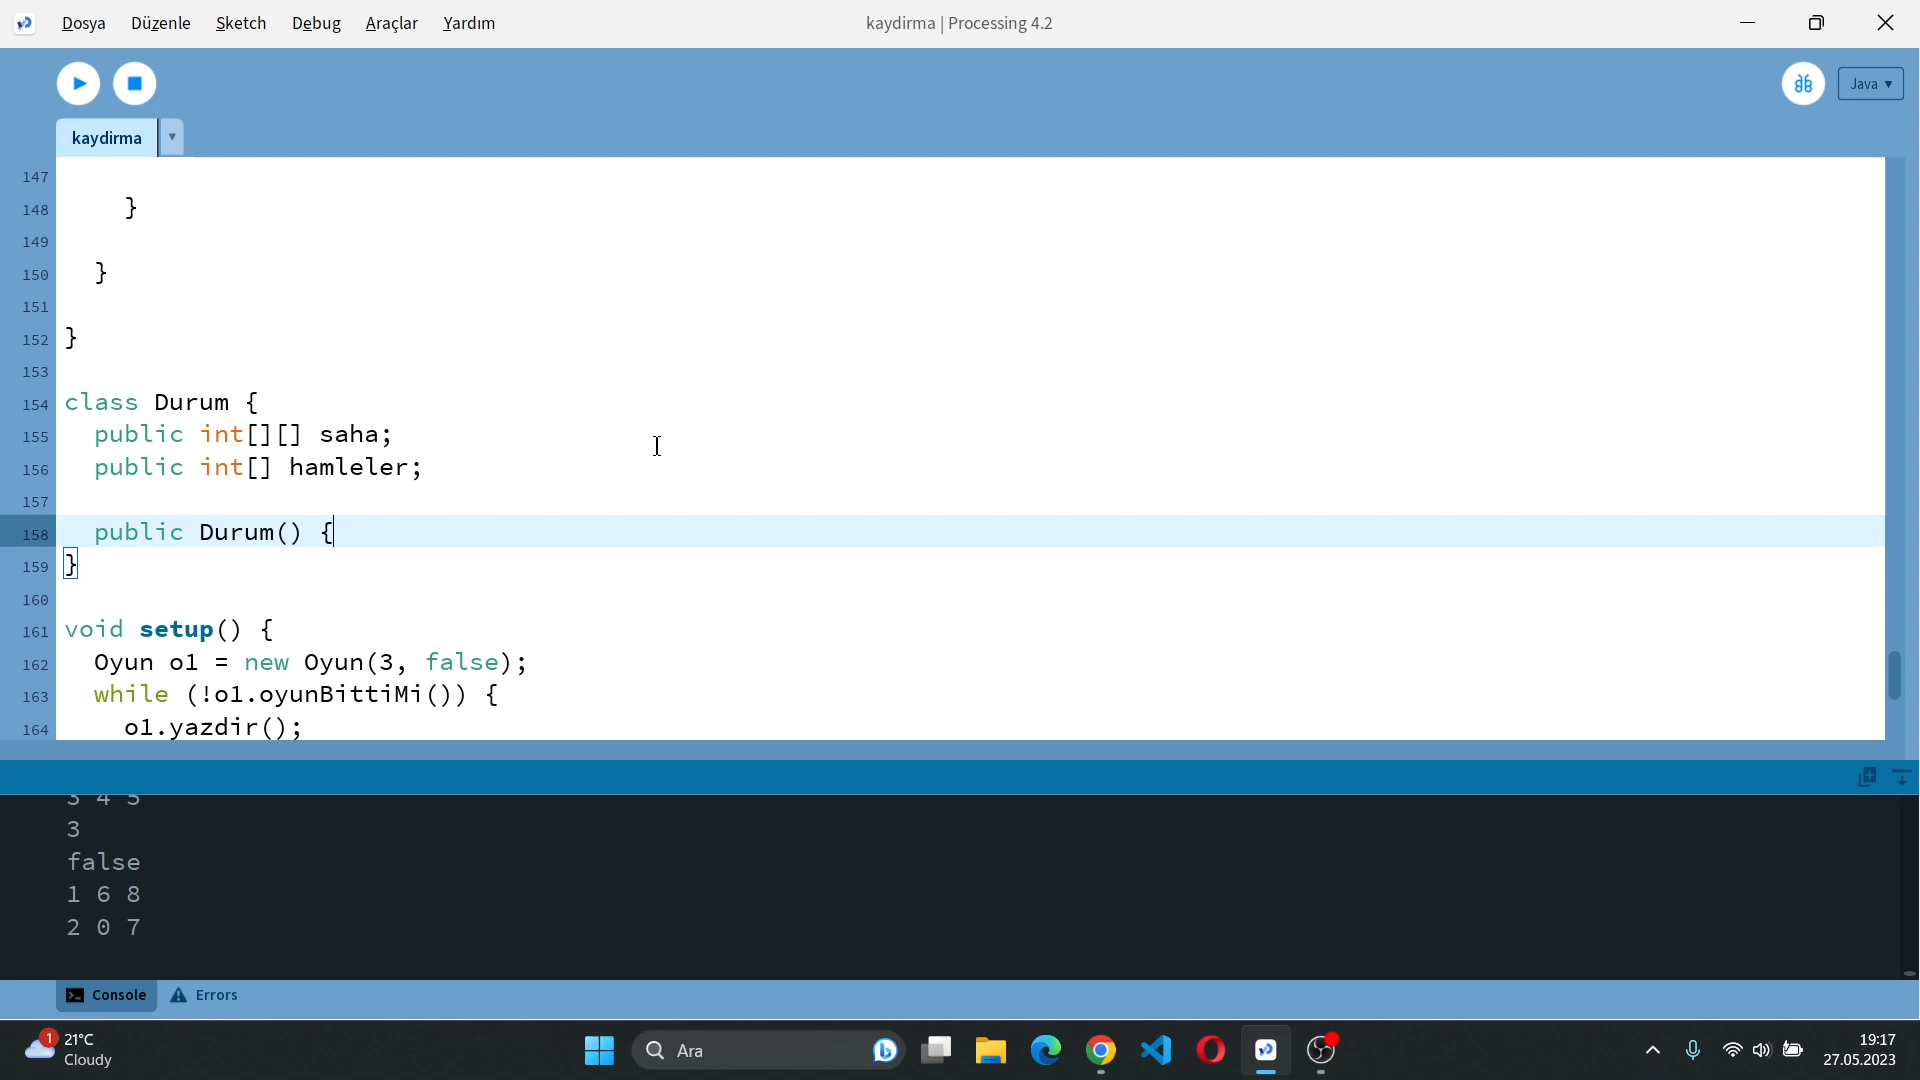 Dosya Düzenle Sketch Debug Araçlar Yardım kaydirma | Processing 4.2
Java ▾
kaydirma ▾
147
148 }
149
150 }
151
152 }
153
154 class Durum {
155 public int[][] saha;
156 public int[] hamleler;
157
158 public Durum() {
159 }
160
161 void setup() {
162 Oyun o1 = new Oyun(3, false);
163 while (!o1.oyunBittiMi()) {
164 o1.yazdir();
3 4 5
3
false
1 6 8
2 0 7
Console Errors
1 21°C
Cloudy
Ara
19:17
27.05.2023